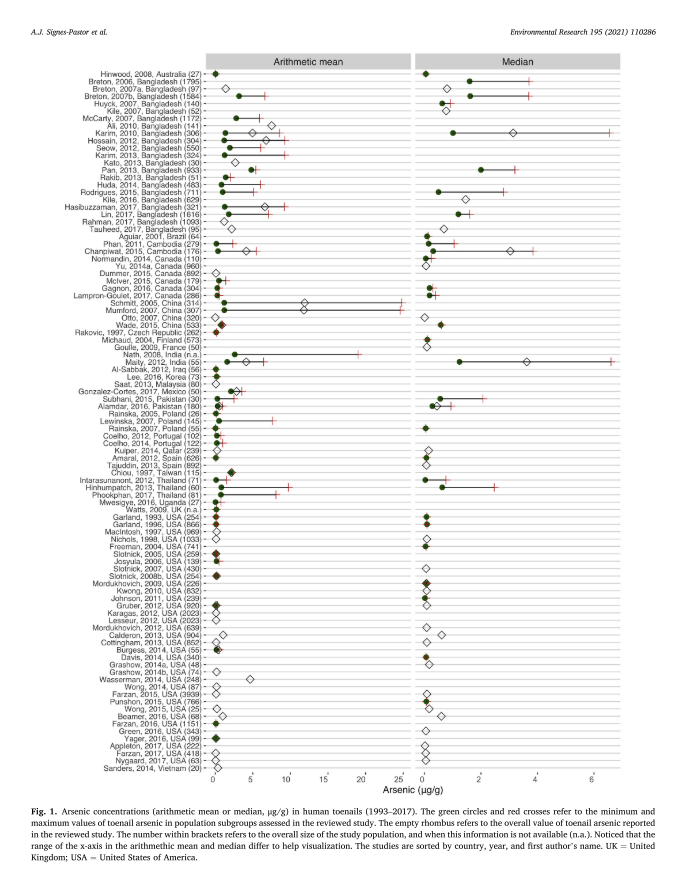 A.J. Signes-Pastor et al.
Environmental Research 195 (2021) 110286
Arithmetic mean
Median
Hinwood, 2008, Australia (27)
Breton, 2006, Bangladesh (1795)
Breton, 2007a, Bangladesh (97)
Breton, 2007b, Bangladesh (1584)
Huyck, 2007, Bangladesh (140)
Kile, 2007, Bangladesh (52)
McCarty, 2007, Bangladesh (1172)
Ali, 2010, Bangladesh (141)
Karim, 2010, Bangladesh (306)
Hossain, 2012, Bangladesh (304)
Seow, 2012, Bangladesh (550)
Karim, 2013, Bangladesh (324)
Kato, 2013, Bangladesh (30)
Pan, 2013, Bangladesh (933)
Rakib, 2013, Bangladesh (51)
Huda, 2014, Bangladesh (483)
Rodrigues, 2015, Bangladesh (711)
Kile, 2016, Bangladesh (629)
Hasibuzzaman, 2017, Bangladesh (321)
Lin, 2017, Bangladesh (1616)
Rahman, 2017, Bangladesh (1093)
Tauheed, 2017, Bangladesh (95)
Aguiar, 2001, Brazil (64)
Phan, 2011, Cambodia (279)
Chanpiwat, 2015, Cambodia (176)
Normandin, 2014, Canada (110)
Yu, 2014a, Canada (960)
Dummer, 2015, Canada (892)
McIver, 2015, Canada (179)
Gagnon, 2016, Canada (304)
Lampron-Goulet, 2017, Canada (286)
Schmitt, 2005, China (314)
Mumford, 2007, China (307)
Otto, 2007, China (320)
Wade, 2015, China (533)
Rakovic, 1997, Czech Republic (262)
Michaud, 2004, Finland (573)
Goulle, 2009, France (50)
Nath, 2008, India (n.a.)
Maity, 2012, India (55)
Al-Sabbak, 2012, Iraq (56)
Lee, 2016, Korea (73)
Saat, 2013, Malaysia (80)
Gonzalez-Cortes, 2017, Mexico (50)
Subhani, 2015, Pakistan (30)
Alamdar, 2016, Pakistan (180)
Rainska, 2005, Poland (26)
Lewinska, 2007, Poland (145)
Rainska, 2007, Poland (55)
Coelho, 2012, Portugal (102)
Coelho, 2014, Portugal (122)
Kuiper, 2014, Qatar (239)
Amaral, 2012, Spain (626)
Tajuddin, 2013, Spain (892)
Chiou, 1997, Taiwan (115)
Intarasunanont, 2012, Thailand (71)
Hinhumpatch, 2013, Thailand (60)
Phookphan, 2017, Thailand (81)
Mwesigye, 2016, Uganda (27)
Watts, 2009, UK (n.a.)
Garland, 1993, USA (254)
Garland, 1996, USA (866)
MacIntosh, 1997, USA (969)
Nichols, 1998, USA (1033)
Freeman, 2004, USA (741)
Slotnick, 2005, USA (259)
Josyula, 2006, USA (139)
Slotnick, 2007, USA (430)
Slotnick, 2008b, USA (254)
Mordukhovich, 2009, USA (226)
Kwong, 2010, USA (832)
Johnson, 2011, USA (239)
Gruber, 2012, USA (920)
Karagas, 2012, USA (2023)
Lesseur, 2012, USA (2023)
Mordukhovich, 2012, USA (639)
Calderon, 2013, USA (904)
Cottingham, 2013, USA (852)
Burgess, 2014, USA (55)
Davis, 2014, USA (340)
Grashow, 2014a, USA (48)
Grashow, 2014b, USA (74)
Wasserman, 2014, USA (248)
Wong, 2014, USA (87)
Farzan, 2015, USA (3939)
Punshon, 2015, USA (766)
Wong, 2015, USA (25)
Beamer, 2016, USA (68)
Farzan, 2016, USA (1151)
Green, 2016, USA (343)
Yager, 2016, USA (99)
Appleton, 2017, USA (222)
Farzan, 2017, USA (418)
Nygaard, 2017, USA (63)
Sanders, 2014, Vietnam (20)
0 5 10 15 20 25 0 2 4 6
Arsenic (μg/g)
Fig. 1. Arsenic concentrations (arithmetic mean or median, μg/g) in human toenails (1993–2017). The green circles and red crosses refer to the minimum and
maximum values of toenail arsenic in population subgroups assessed in the reviewed study. The empty rhombus refers to the overall value of toenail arsenic reported
in the reviewed study. The number within brackets refers to the overall size of the study population, and when this information is not available (n.a.). Noticed that the
range of the x-axis in the arithmethic mean and median differ to help visualization. The studies are sorted by country, year, and first author's name. UK = United
Kingdom; USA = United States of America.